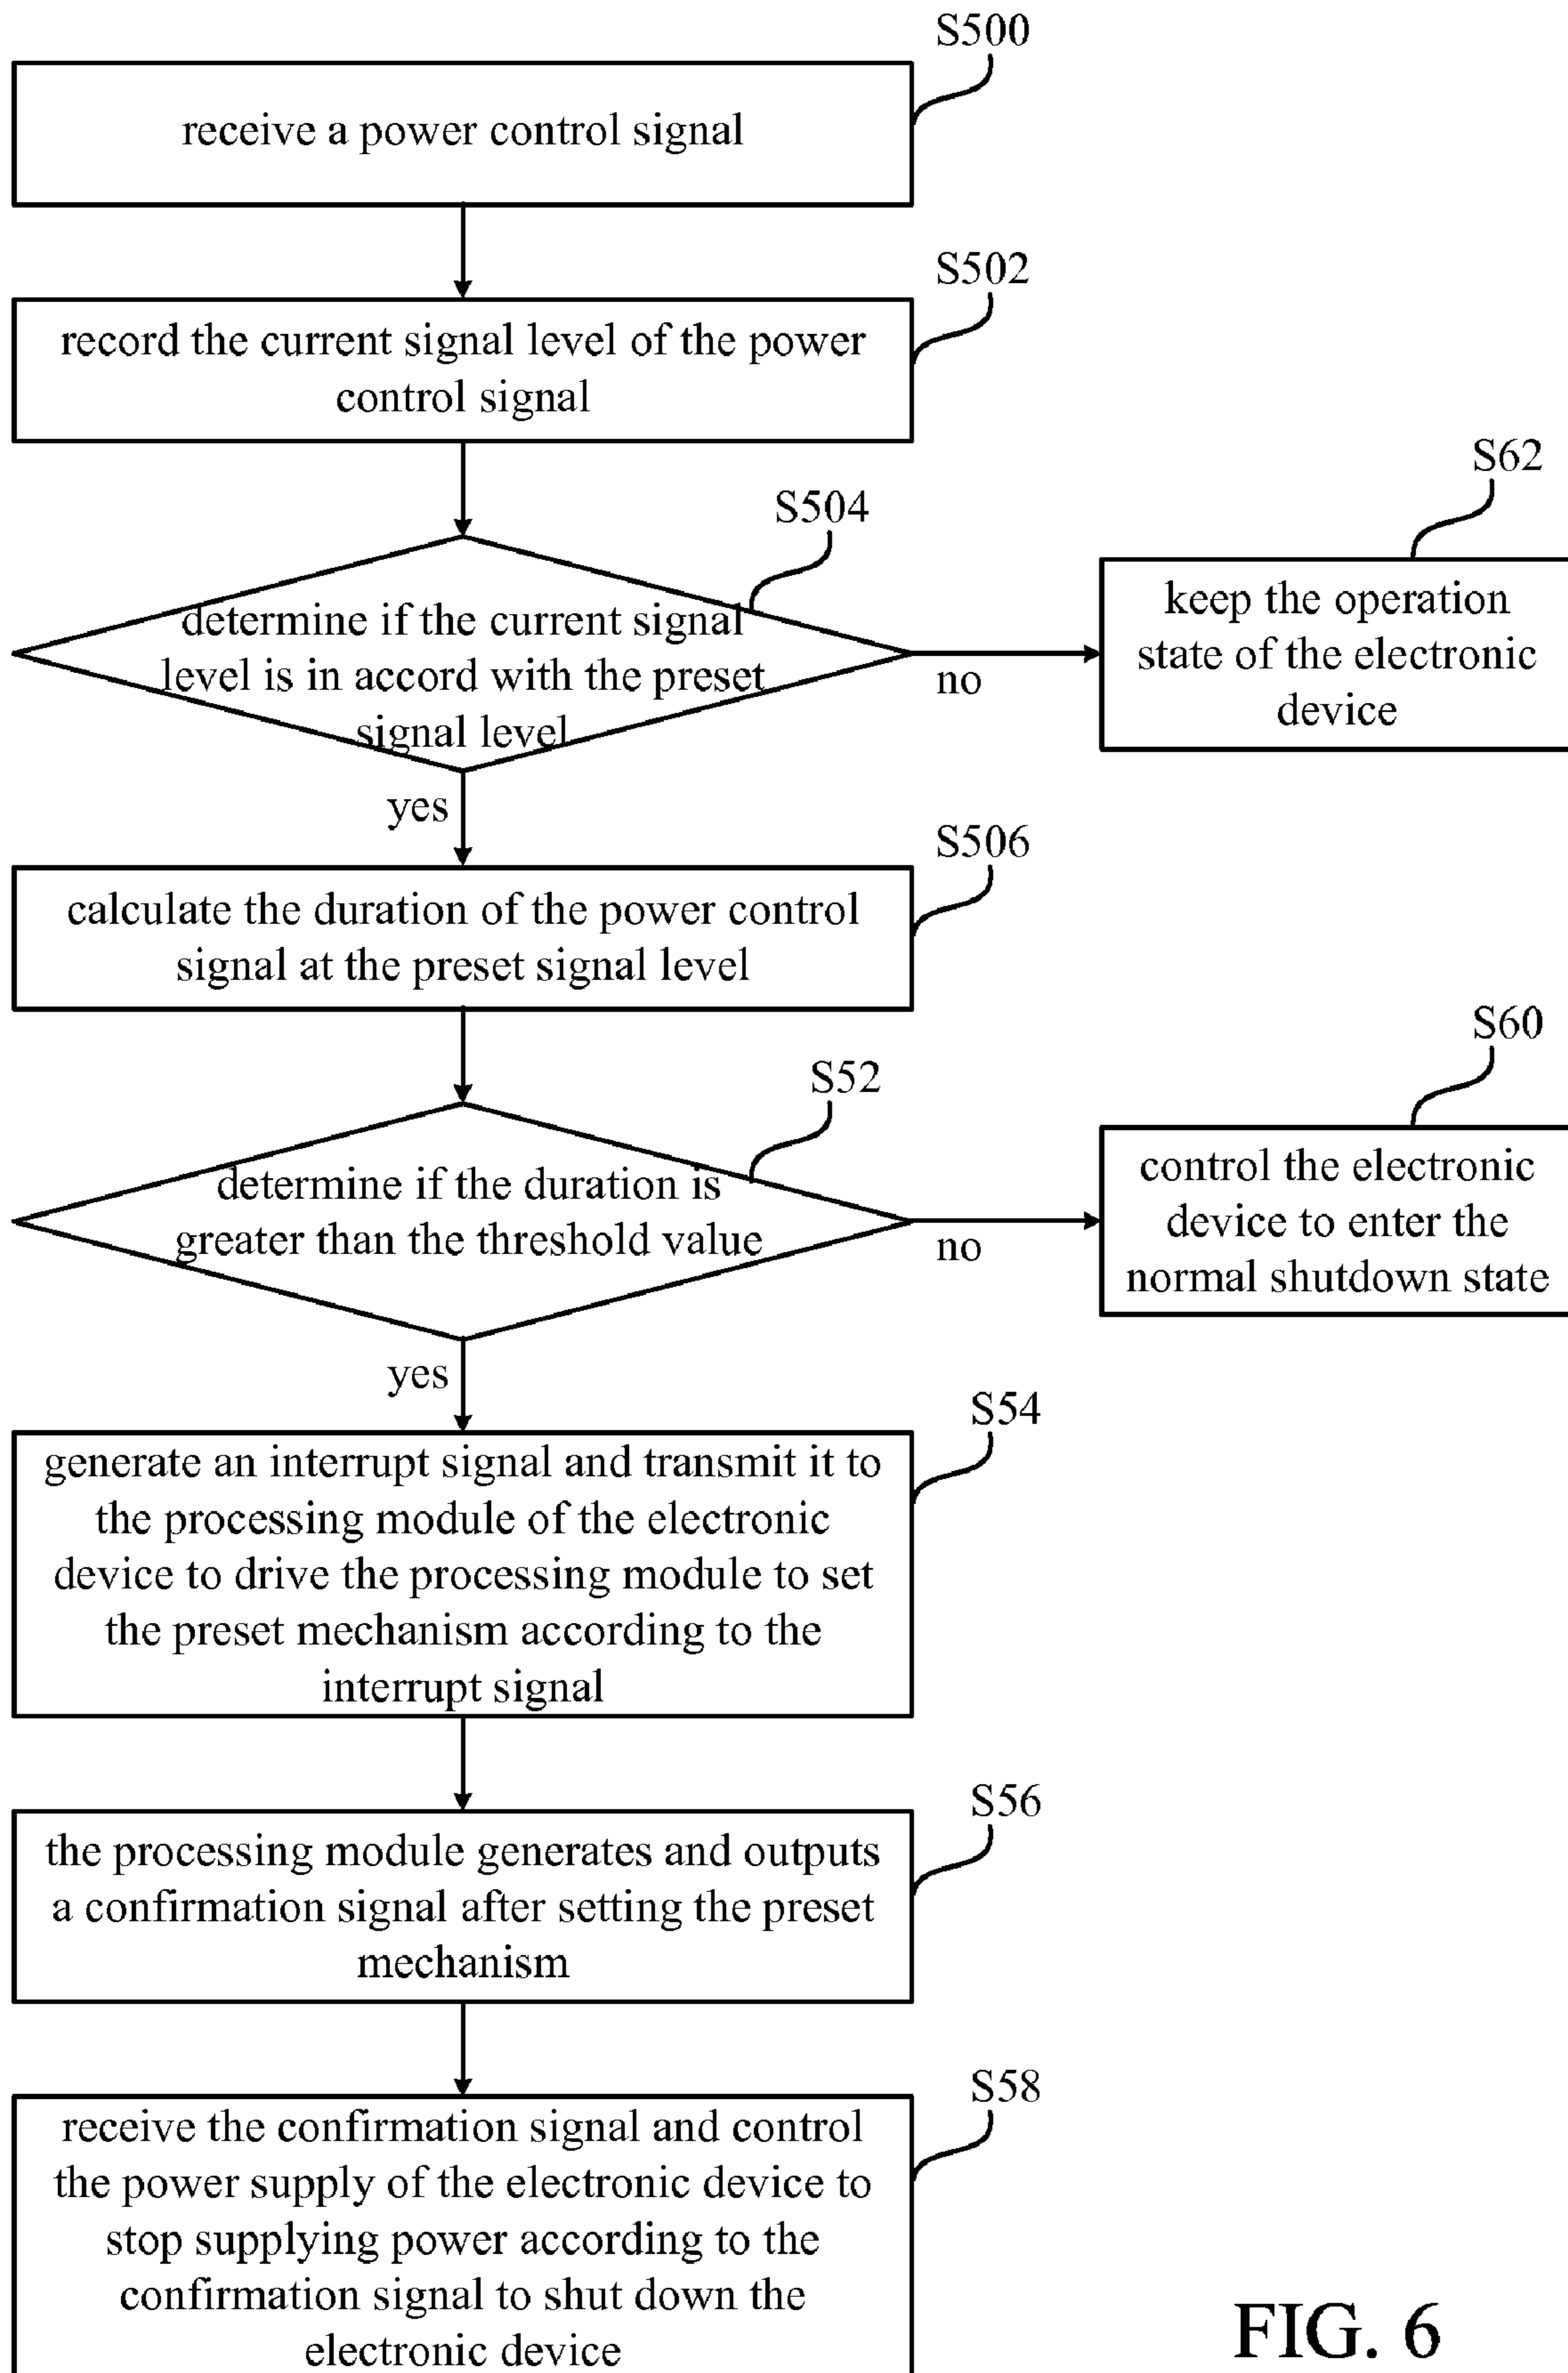 S500
receive a power control signal
S502
record the current signal level of the power
control signal
S504
determine if the current signal
level is in accord with the preset
signal level
no
S62
keep the operation
state of the electronic
device
yes
S506
calculate the duration of the power control
signal at the preset signal level
S52
determine if the duration is
greater than the threshold value
no
S60
control the electronic
device to enter the
normal shutdown state
yes
S54
generate an interrupt signal and transmit it to
the processing module of the electronic
device to drive the processing module to set
the preset mechanism according to the
interrupt signal
S56
the processing module generates and outputs
a confirmation signal after setting the preset
mechanism
S58
receive the confirmation signal and control
the power supply of the electronic device to
stop supplying power according to the
confirmation signal to shut down the
electronic device
FIG. 6